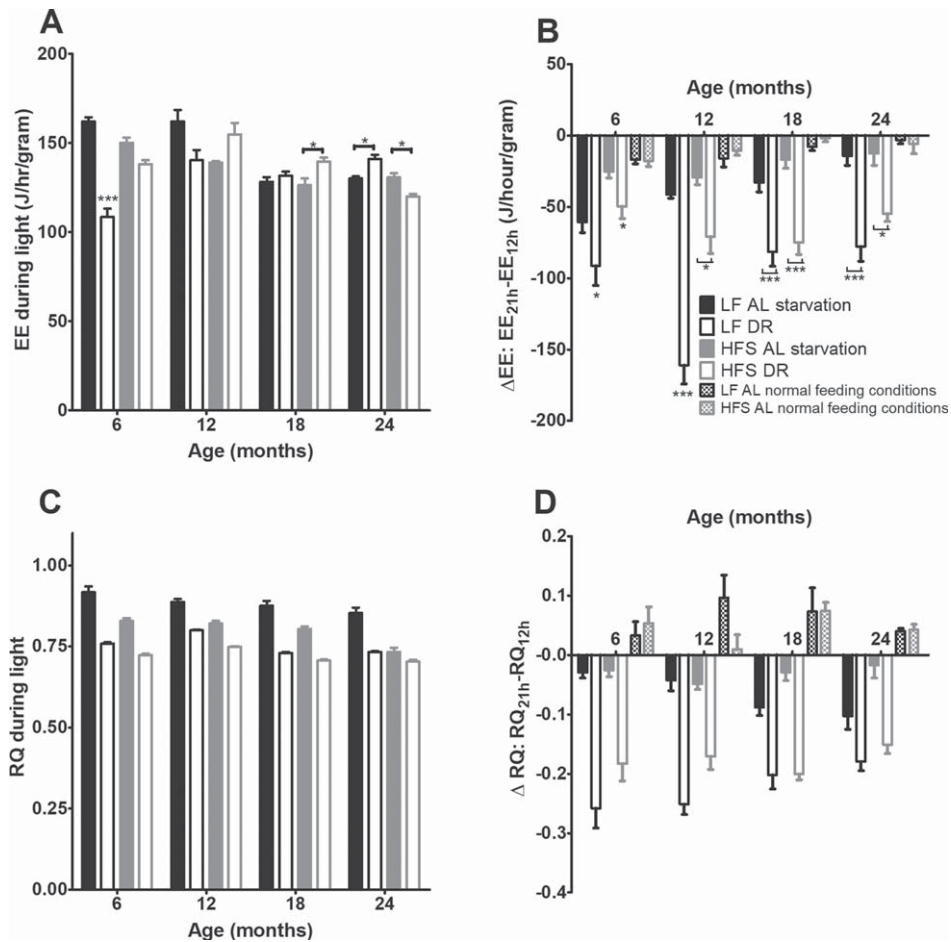 A
EE during light (J/hr/gram)
200
150
100
50
0
***
*
*
*
6 12 18 24
Age (months)
B
Age (months)
ΔEE: EE21h-EE12h (J/hour/gram)
50
0
-50
-100
-150
-200
6 12 18 24
*
*
***
*
***
***
***
*
LF AL starvation
LF DR
HFS AL starvation
HFS DR
LF AL normal feeding conditions
HFS AL normal feeding conditions
C
RQ during light
1.00
0.75
0.50
0.25
0.00
6 12 18 24
Age (months)
D
Age (months)
Δ RQ: RQ21h-RQ12h
0.2
0.1
-0.0
-0.1
-0.2
-0.3
-0.4
6 12 18 24